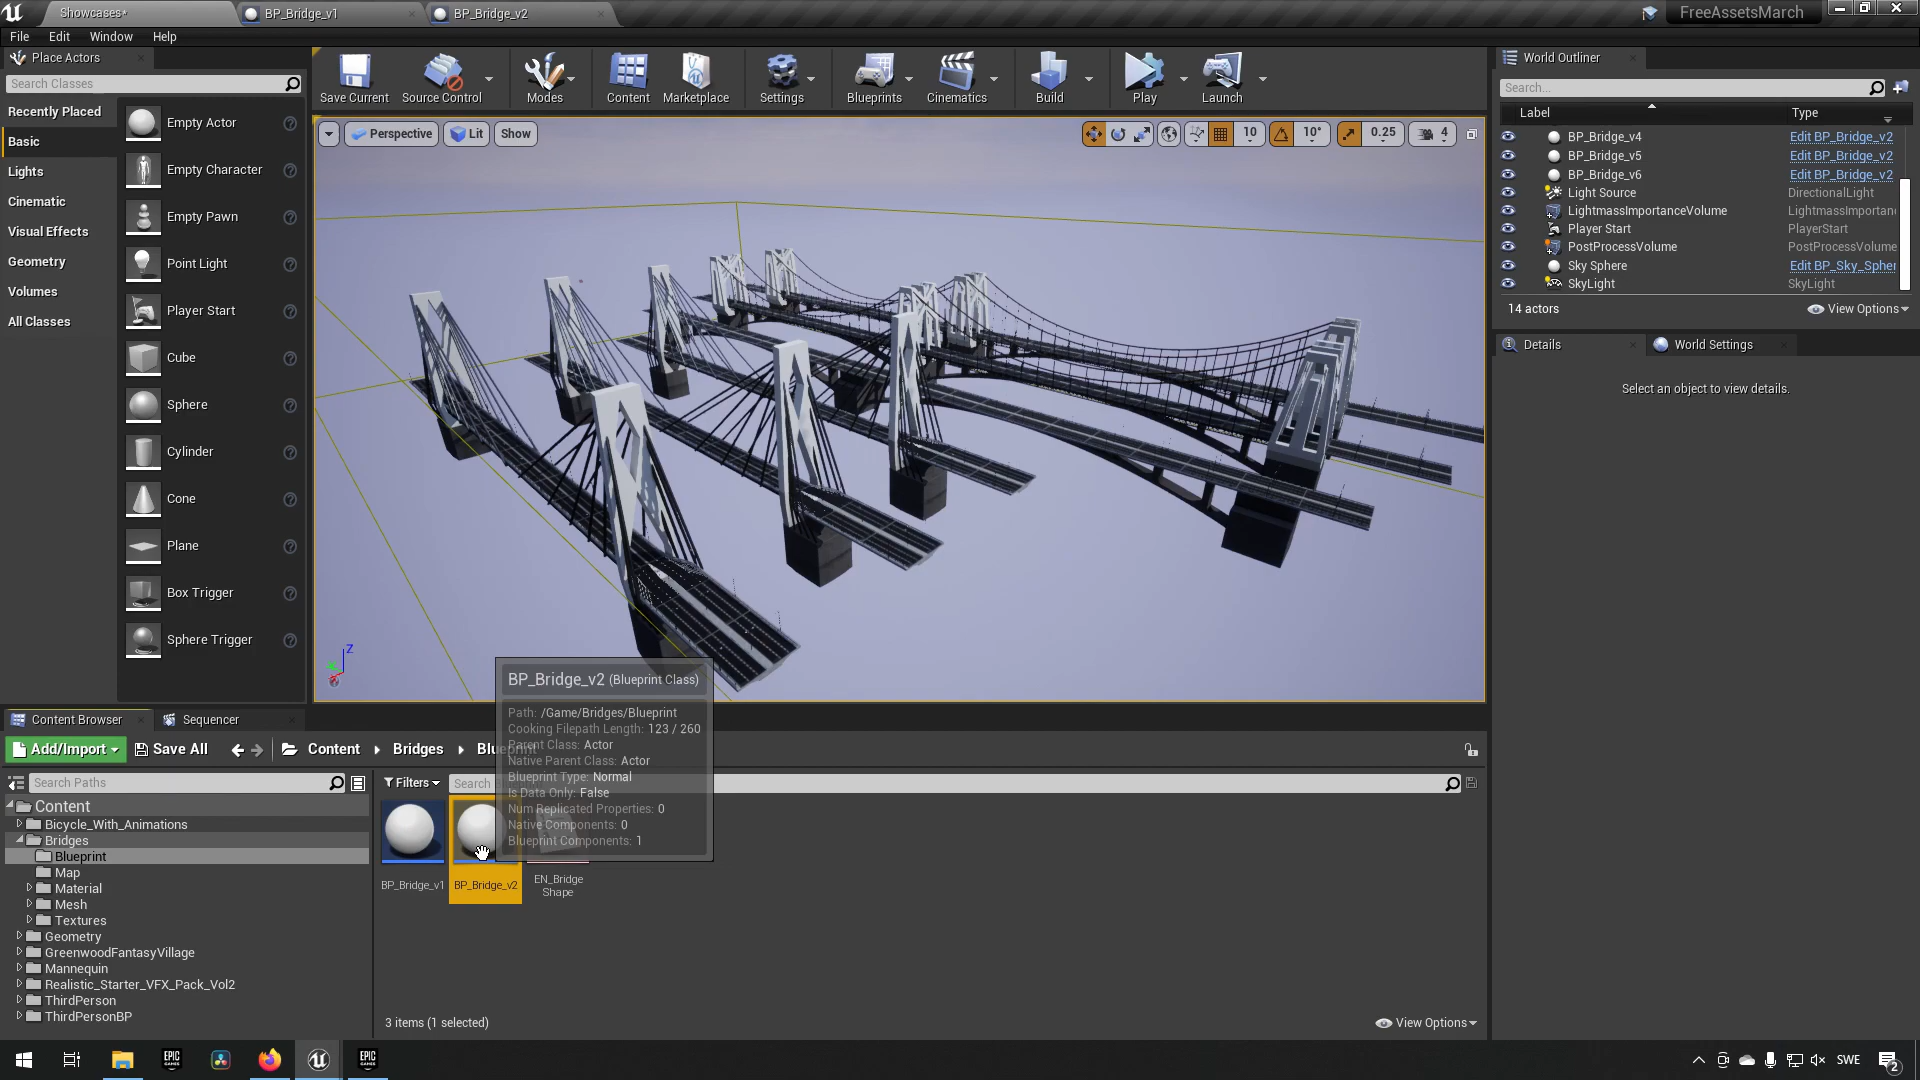 Showcases*
BP_Bridge_v1
BP_Bridge_v2
FreeAssetsMarch
File
Edit
Window
Help
Place Actors
Search Classes
Recently Placed
Basic
Lights
Cinematic
Visual Effects
Geometry
Volumes
All Classes
Empty Actor
Empty Character
Empty Pawn
Point Light
Player Start
Cube
Sphere
Cylinder
Cone
Plane
Box Trigger
Sphere Trigger
Save Current
Source Control
Modes
Content
Marketplace
Settings
Blueprints
Cinematics
Build
Play
Launch
Perspective
Lit
Show
10
10°
0.25
4
Z
World Outliner
Search...
Label
Type
BP_Bridge_v4
Edit BP_Bridge_v2
BP_Bridge_v5
Edit BP_Bridge_v2
BP_Bridge_v6
Edit BP_Bridge_v2
Light Source
DirectionalLight
LightmassImportanceVolume
LightmassImportan
Player Start
PlayerStart
PostProcessVolume
PostProcessVolume
Sky Sphere
Edit BP_Sky_Spher
SkyLight
SkyLight
14 actors
View Options
Details
World Settings
Select an object to view details.
Content Browser
Sequencer
Add/Import
Save All
Content
Bridges
Blueprint
Search Paths
Filters
Search
Content
Bicycle_With_Animations
Bridges
Blueprint
Map
Material
Mesh
Textures
Geometry
GreenwoodFantasyVillage
Mannequin
Realistic_Starter_VFX_Pack_Vol2
ThirdPerson
ThirdPersonBP
BP_Bridge_v2 (Blueprint Class)
Path: /Game/Bridges/Blueprint
Cooking Filepath Length: 123 / 260
Parent Class: Actor
Native Parent Class: Actor
Blueprint Type: Normal
Is Data Only: False
Num Replicated Properties: 0
Native Components: 0
Blueprint Components: 1
BP_Bridge_v1
BP_Bridge_v2
EN_Bridge
Shape
3 items (1 selected)
View Options
EPIC
GAMES
EPIC
GAMES
SWE
2